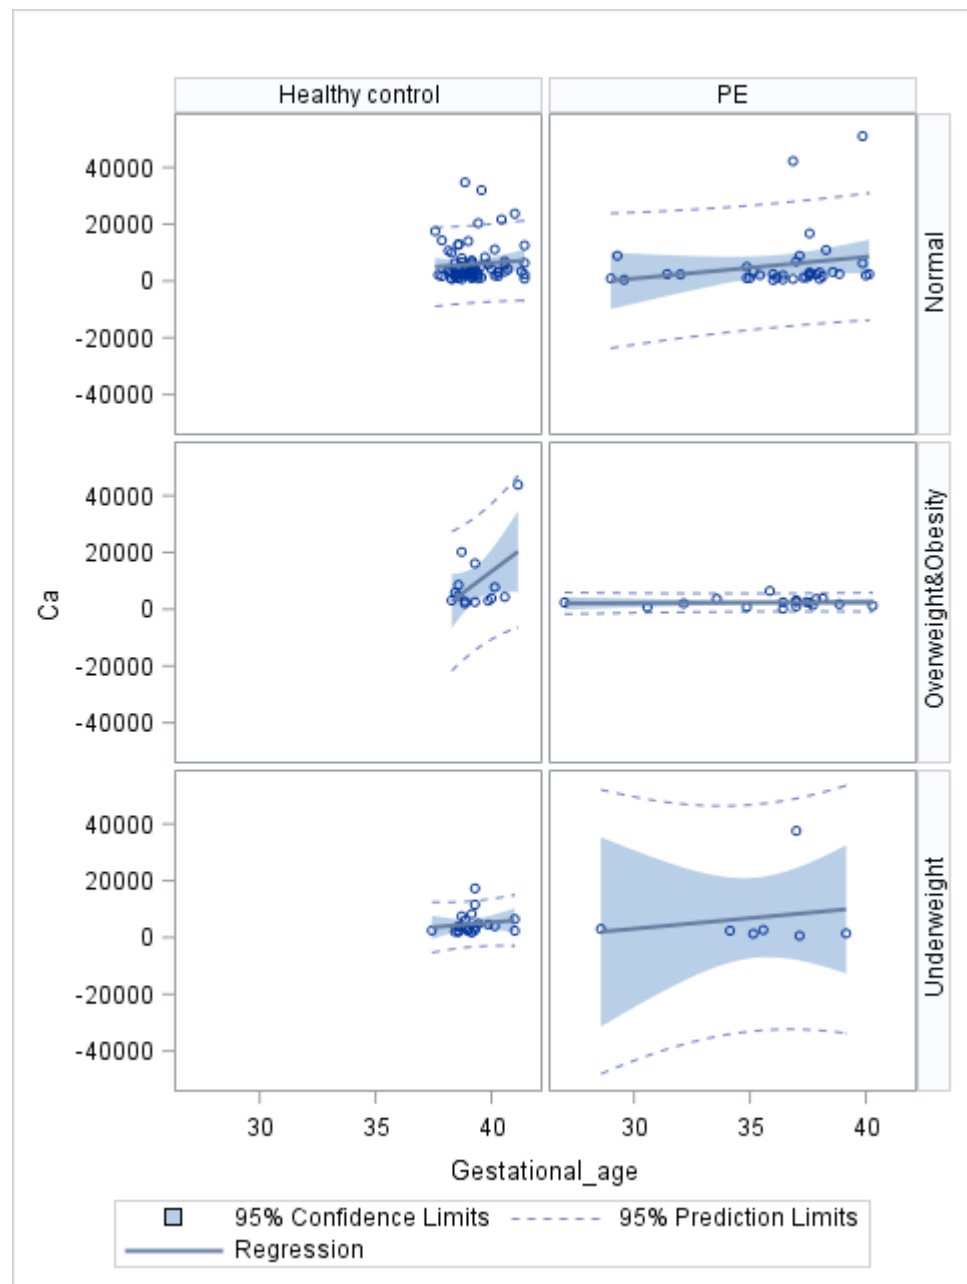 Healthy control PE
40000
20000
0
-20000
-40000
Normal
40000
20000
0
-20000
-40000
Overweight&Obesity
Ca
40000
20000
0
-20000
-40000
Underweight
30 35 40 30 35 40
Gestational_age
95% Confidence Limits 95% Prediction Limits
Regression